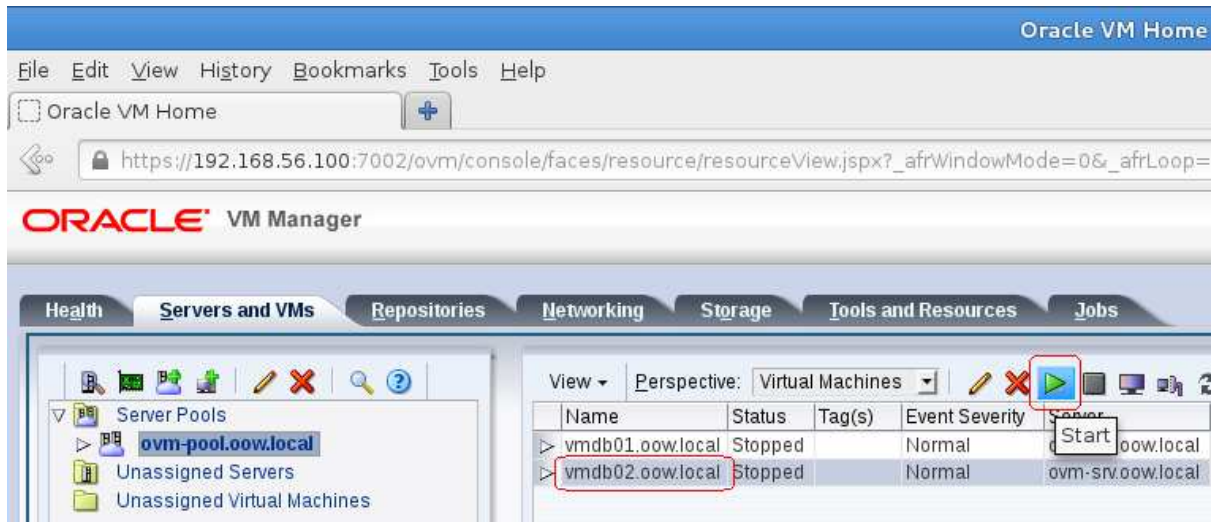 Oracle VM Home
File Edit View History Bookmarks Tools Help
Oracle VM Home
https://192.168.56.100:7002/ovm/console/faces/resource/resourceView.jspx?_afrWindowMode=0&_afrLoop=
ORACLE VM Manager
Health Servers and VMs Repositories Networking Storage Tools and Resources Jobs
View Perspective: Virtual Machines
Server Pools
ovm-pool.oow.local
Unassigned Servers
Unassigned Virtual Machines
Name Status Tag(s) Event Severity
Start
vmdb01.oow.local Stopped Normal oow.local
vmdb02.oow.local Stopped Normal ovm-srv.oow.local